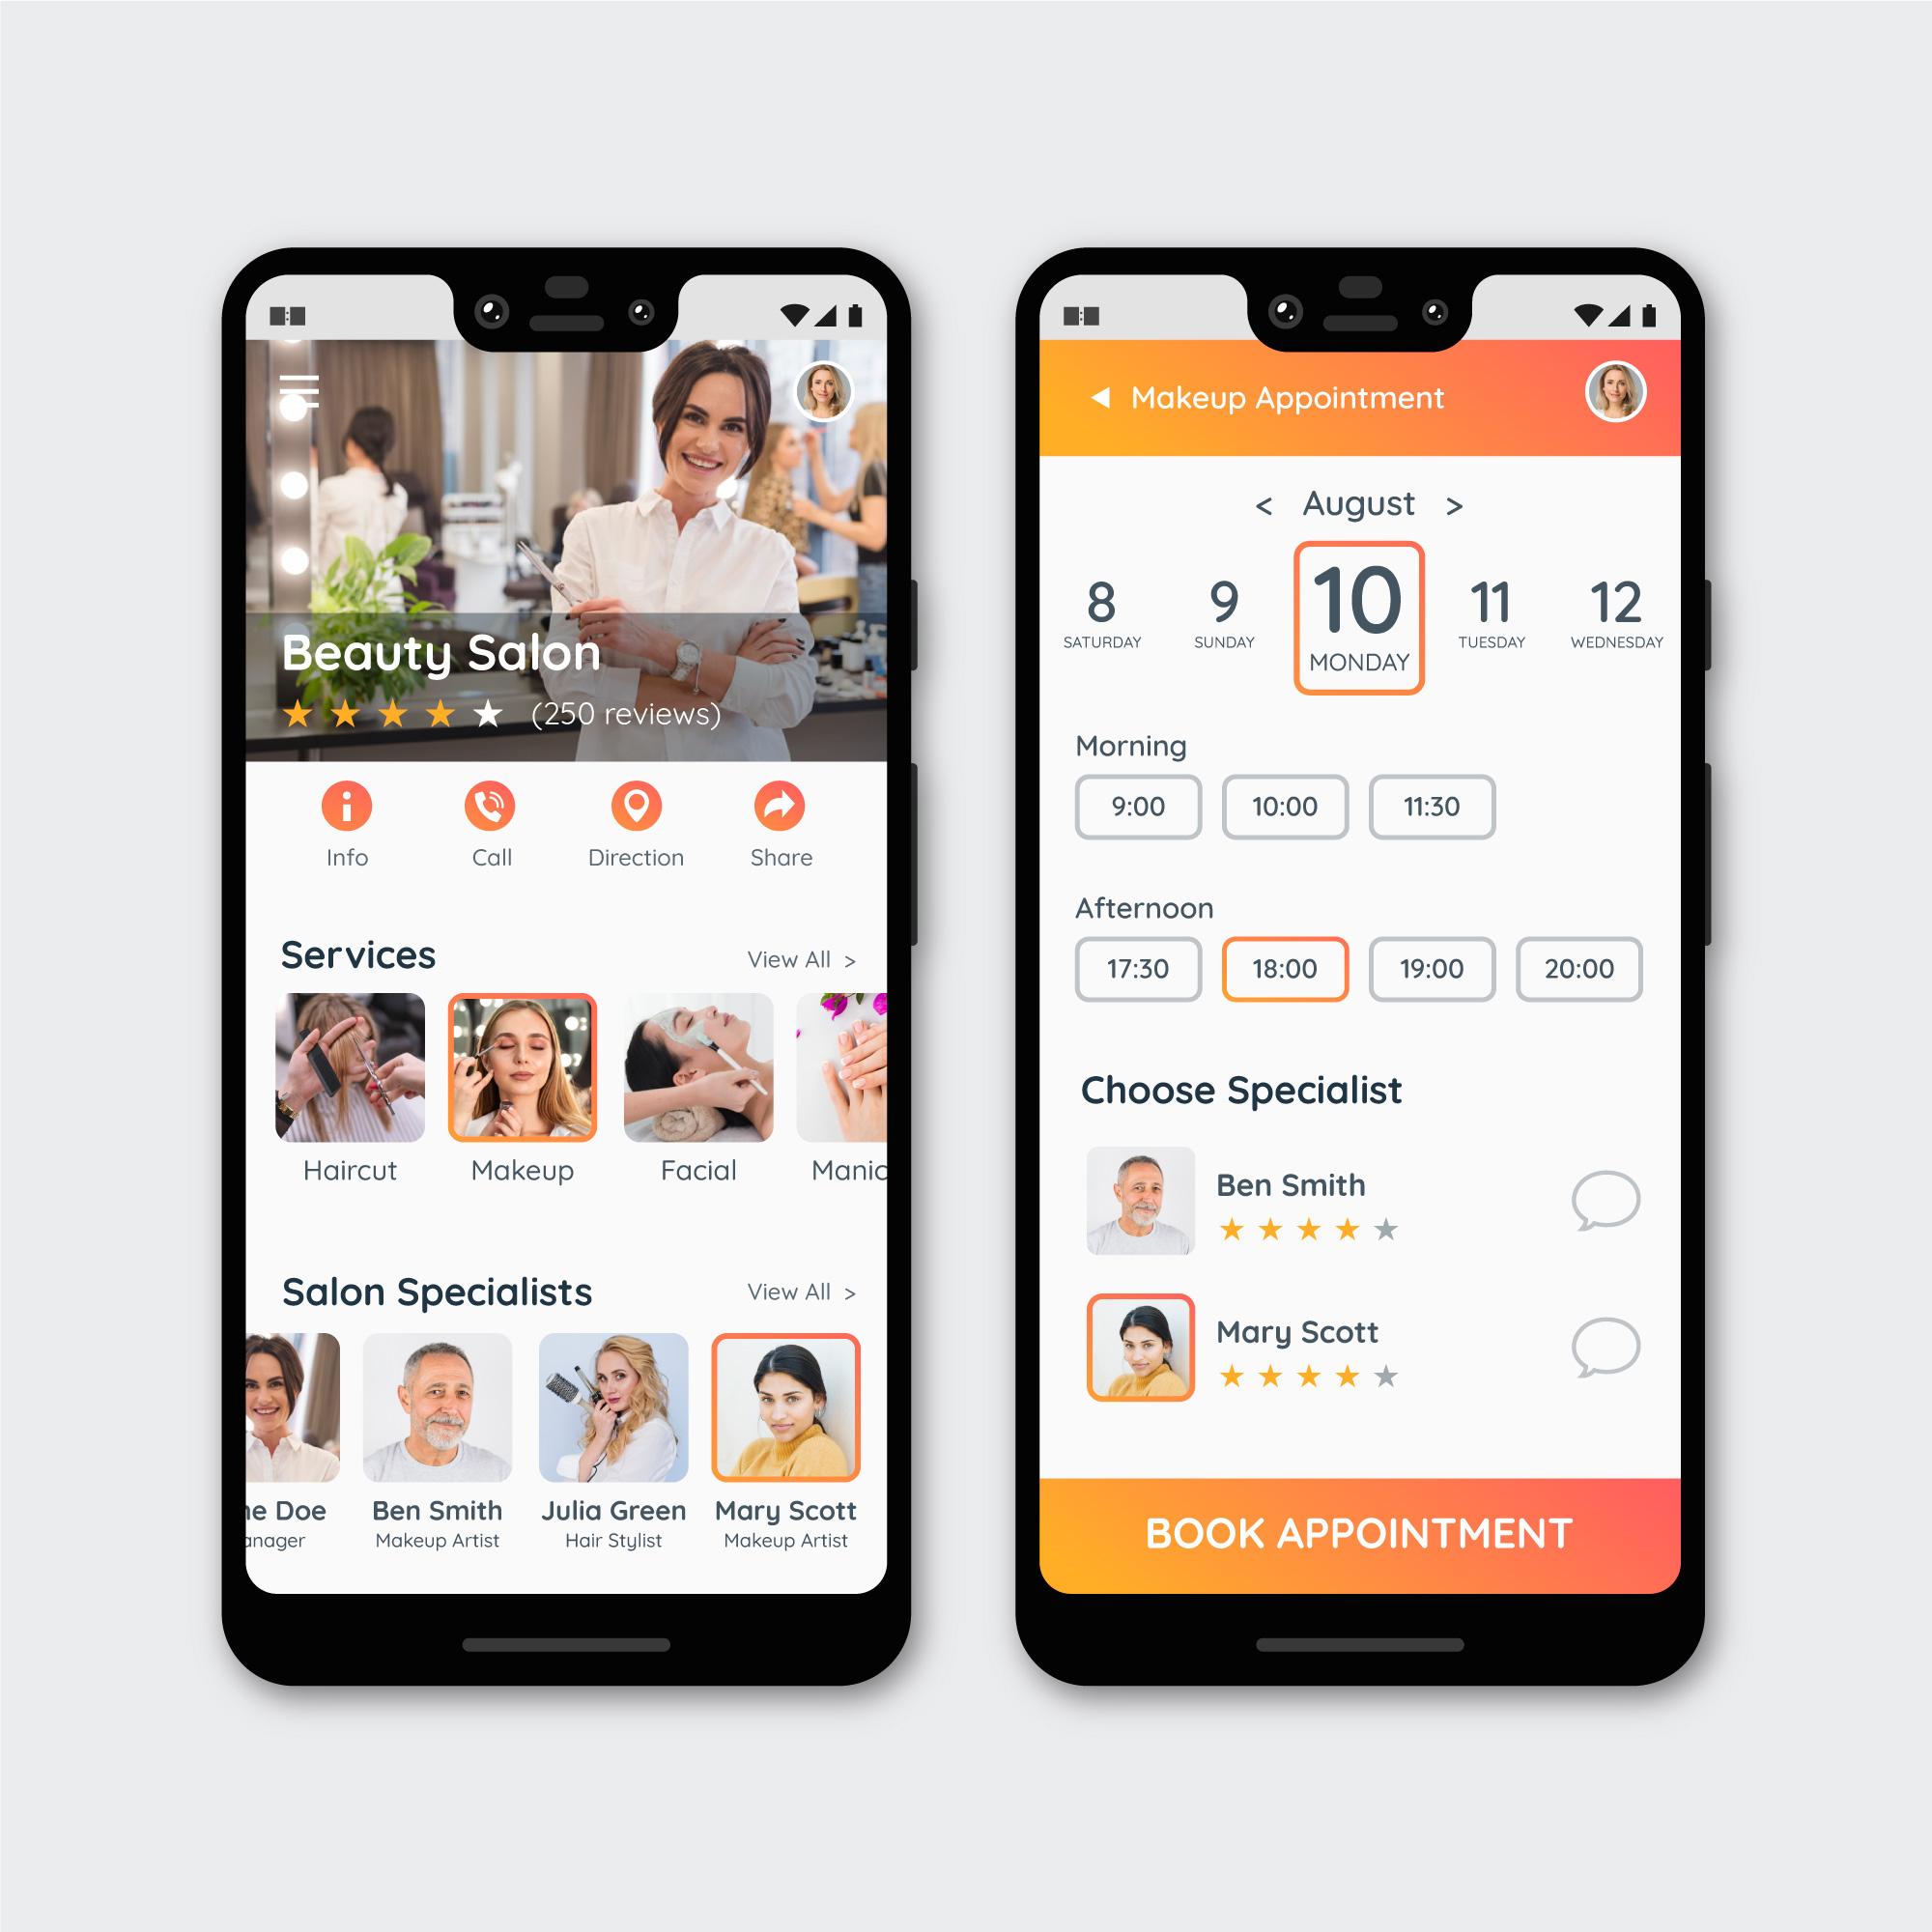 Beauty Salon
(250 reviews)
Info Call Direction Share
Services View All >
Haircut Makeup Facial Manic
Salon Specialists View All >
ne Doe Ben Smith Julia Green Mary Scott
anager Makeup Artist Hair Stylist Makeup Artist
Makeup Appointment
< August >
8 9 10 11 12
SATURDAY SUNDAY MONDAY TUESDAY WEDNESDAY
Morning
9:00 10:00 11:30
Afternoon
17:30 18:00 19:00 20:00
Choose Specialist
Ben Smith
Mary Scott
BOOK APPOINTMENT